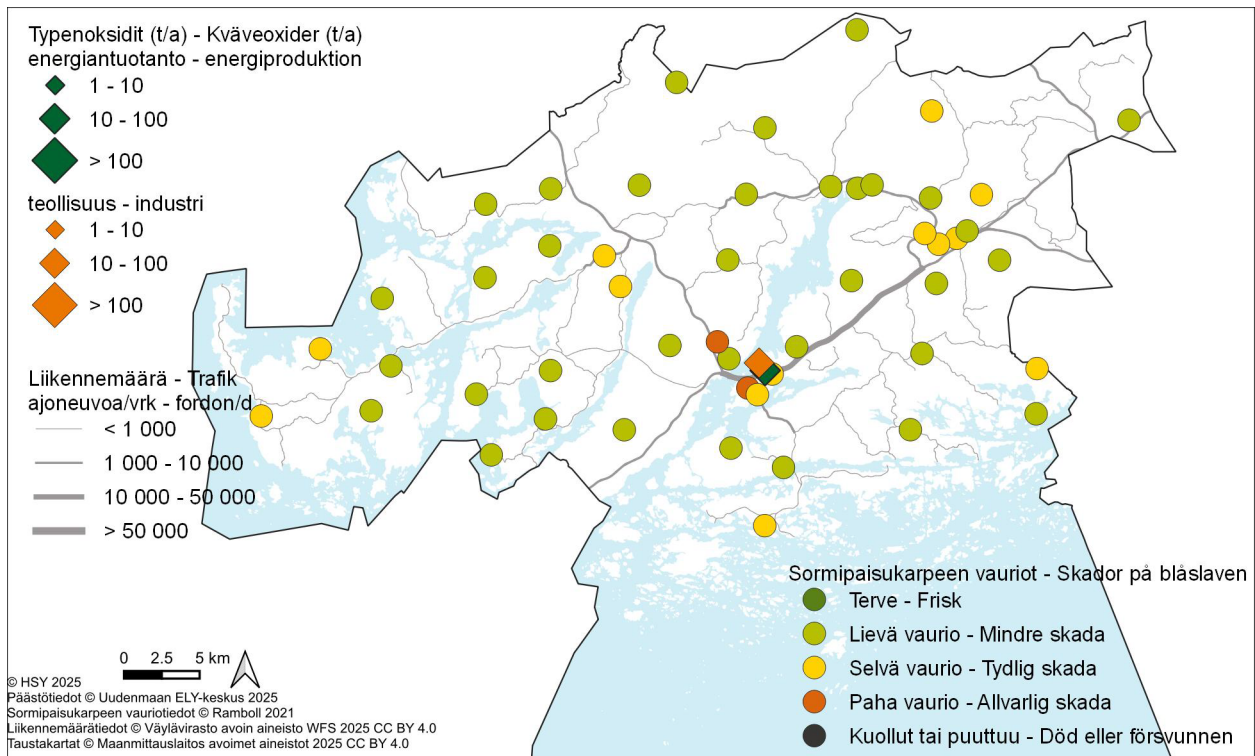 Typenoksidit (t/a) - Kväveoxider (t/a)
energiantuotanto - energiproduktion
1 - 10
10 - 100
> 100
teollisuus - industri
1 - 10
10 - 100
> 100
Liikennemäärä - Trafik
ajoneuvoa/vrk - fordon/d
< 1 000
1 000 - 10 000
10 000 - 50 000
> 50 000
Sormipaisukarpeen vauriot - Skador på blåslaven
Terve - Frisk
Lievä vaurio - Mindre skada
Selvä vaurio - Tydlig skada
Paha vaurio - Allvarlig skada
Kuollut tai puuttuu - Död eller försvunnen
0 2.5 5 km
© HSY 2025
Päästötiedot © Uudenmaan ELY-keskus 2025
Sormipaisukarpeen vauriotiedot © Ramboll 2021
Liikennemäärätiedot © Väylävirasto avoin aineisto WFS 2025 CC BY 4.0
Taustakartat © Maanmittauslaitos avoimet aineistot 2025 CC BY 4.0